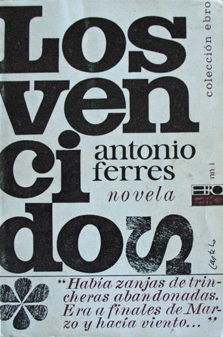 Los
ven
ci
dos
antonio
ferres
novela
colección ebro
EBRO
"Había zanjas de trin-
cheras abandonadas.
Era a finales de Mar-
zo y hacía viento..."